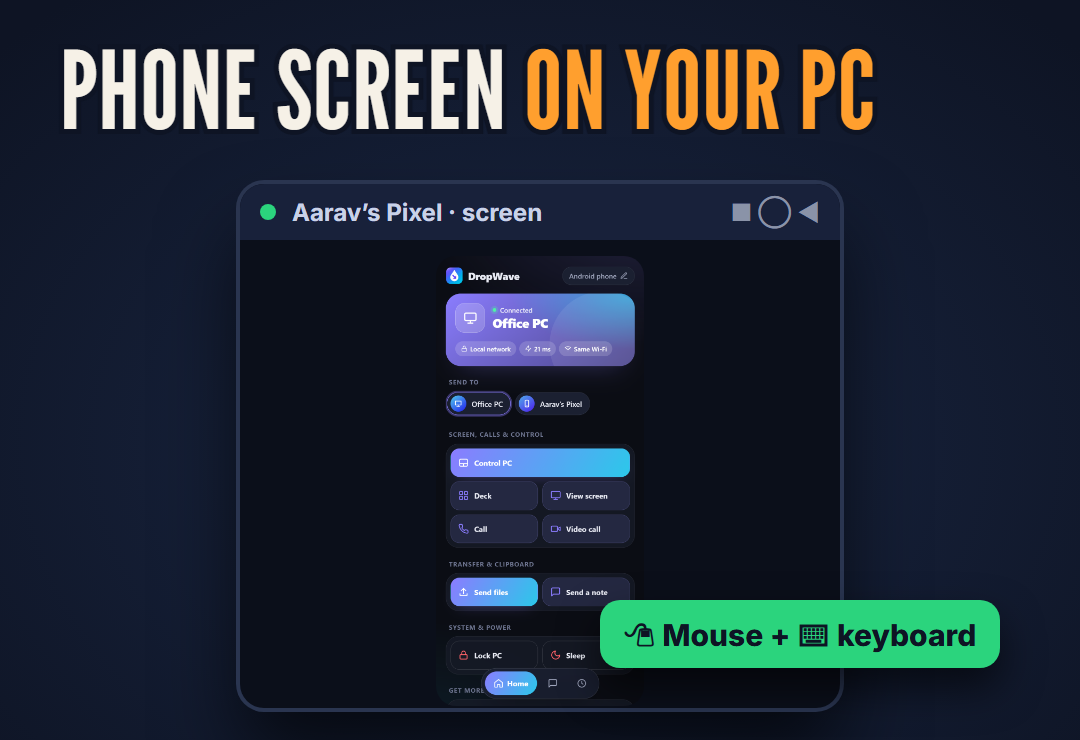 PHONE SCREEN ON YOUR PC
Aarav’s Pixel · screen
DropWave
Android phone
Connected
Office PC
Local network
21 ms
Same Wi-Fi
SEND TO
Office PC
Aarav's Pixel
SCREEN, CALLS & CONTROL
Control PC
Deck
View screen
Call
Video call
TRANSFER & CLIPBOARD
Send files
Send a note
SYSTEM & POWER
Lock PC
Sleep
Mouse + keyboard
Home
GET MORE